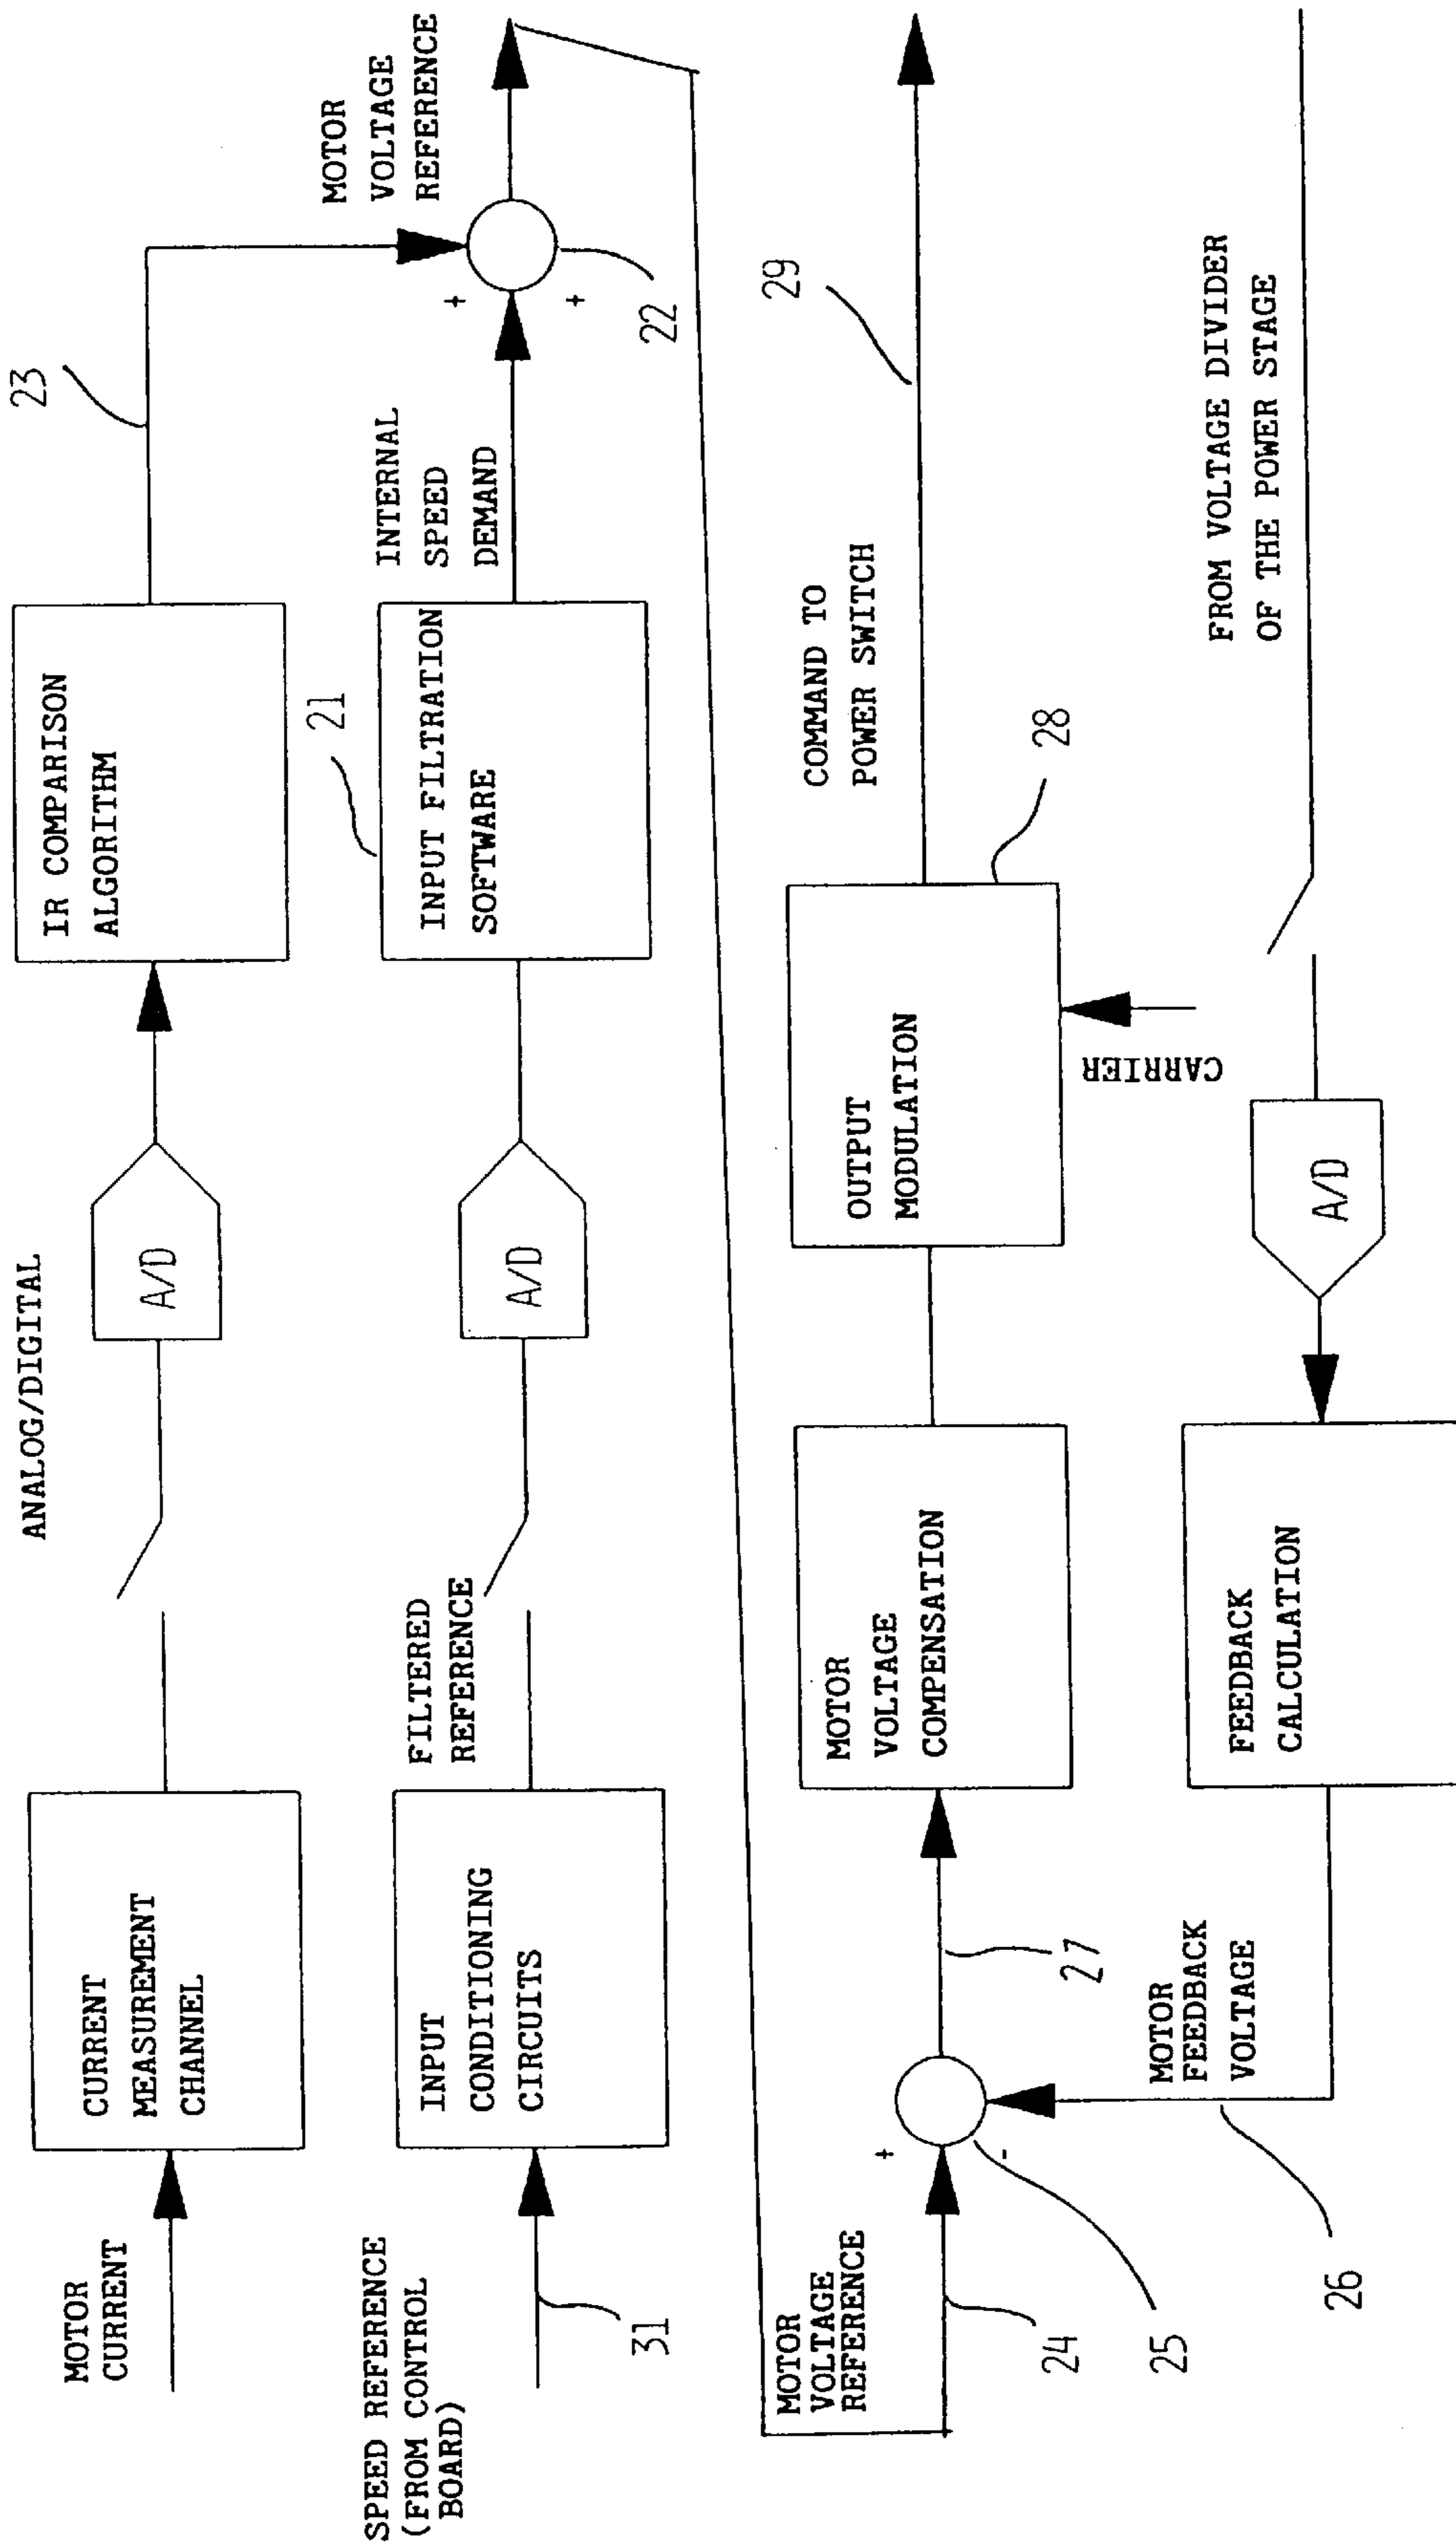 MOTOR
CURRENT
CURRENT
MEASUREMENT
CHANNEL
ANALOG/DIGITAL
A/D
IR COMPARISON
ALGORITHM
23
MOTOR
VOLTAGE
REFERENCE
SPEED REFERENCE
(FROM CONTROL
BOARD)
31
INPUT
CONDITIONING
CIRCUITS
FILTERED
REFERENCE
A/D
21
INPUT FILTRATION
SOFTWARE
INTERNAL
SPEED
DEMAND
+
+
22
MOTOR
VOLTAGE
REFERENCE
24
+
-
25
27
MOTOR
VOLTAGE
COMPENSATION
OUTPUT
MODULATION
28
CARRIER
COMMAND TO
POWER SWITCH
29
26
MOTOR
FEEDBACK
VOLTAGE
FEEDBACK
CALCULATION
A/D
FROM VOLTAGE DIVIDER
OF THE POWER STAGE